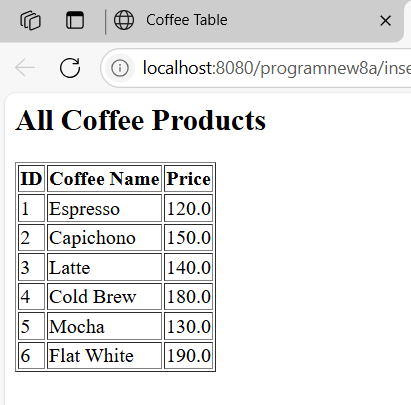 Coffee Table
localhost:8080/programnew8a/inse
All Coffee Products
ID Coffee Name Price
1 Espresso 120.0
2 Capichono 150.0
3 Latte 140.0
4 Cold Brew 180.0
5 Mocha 130.0
6 Flat White 190.0